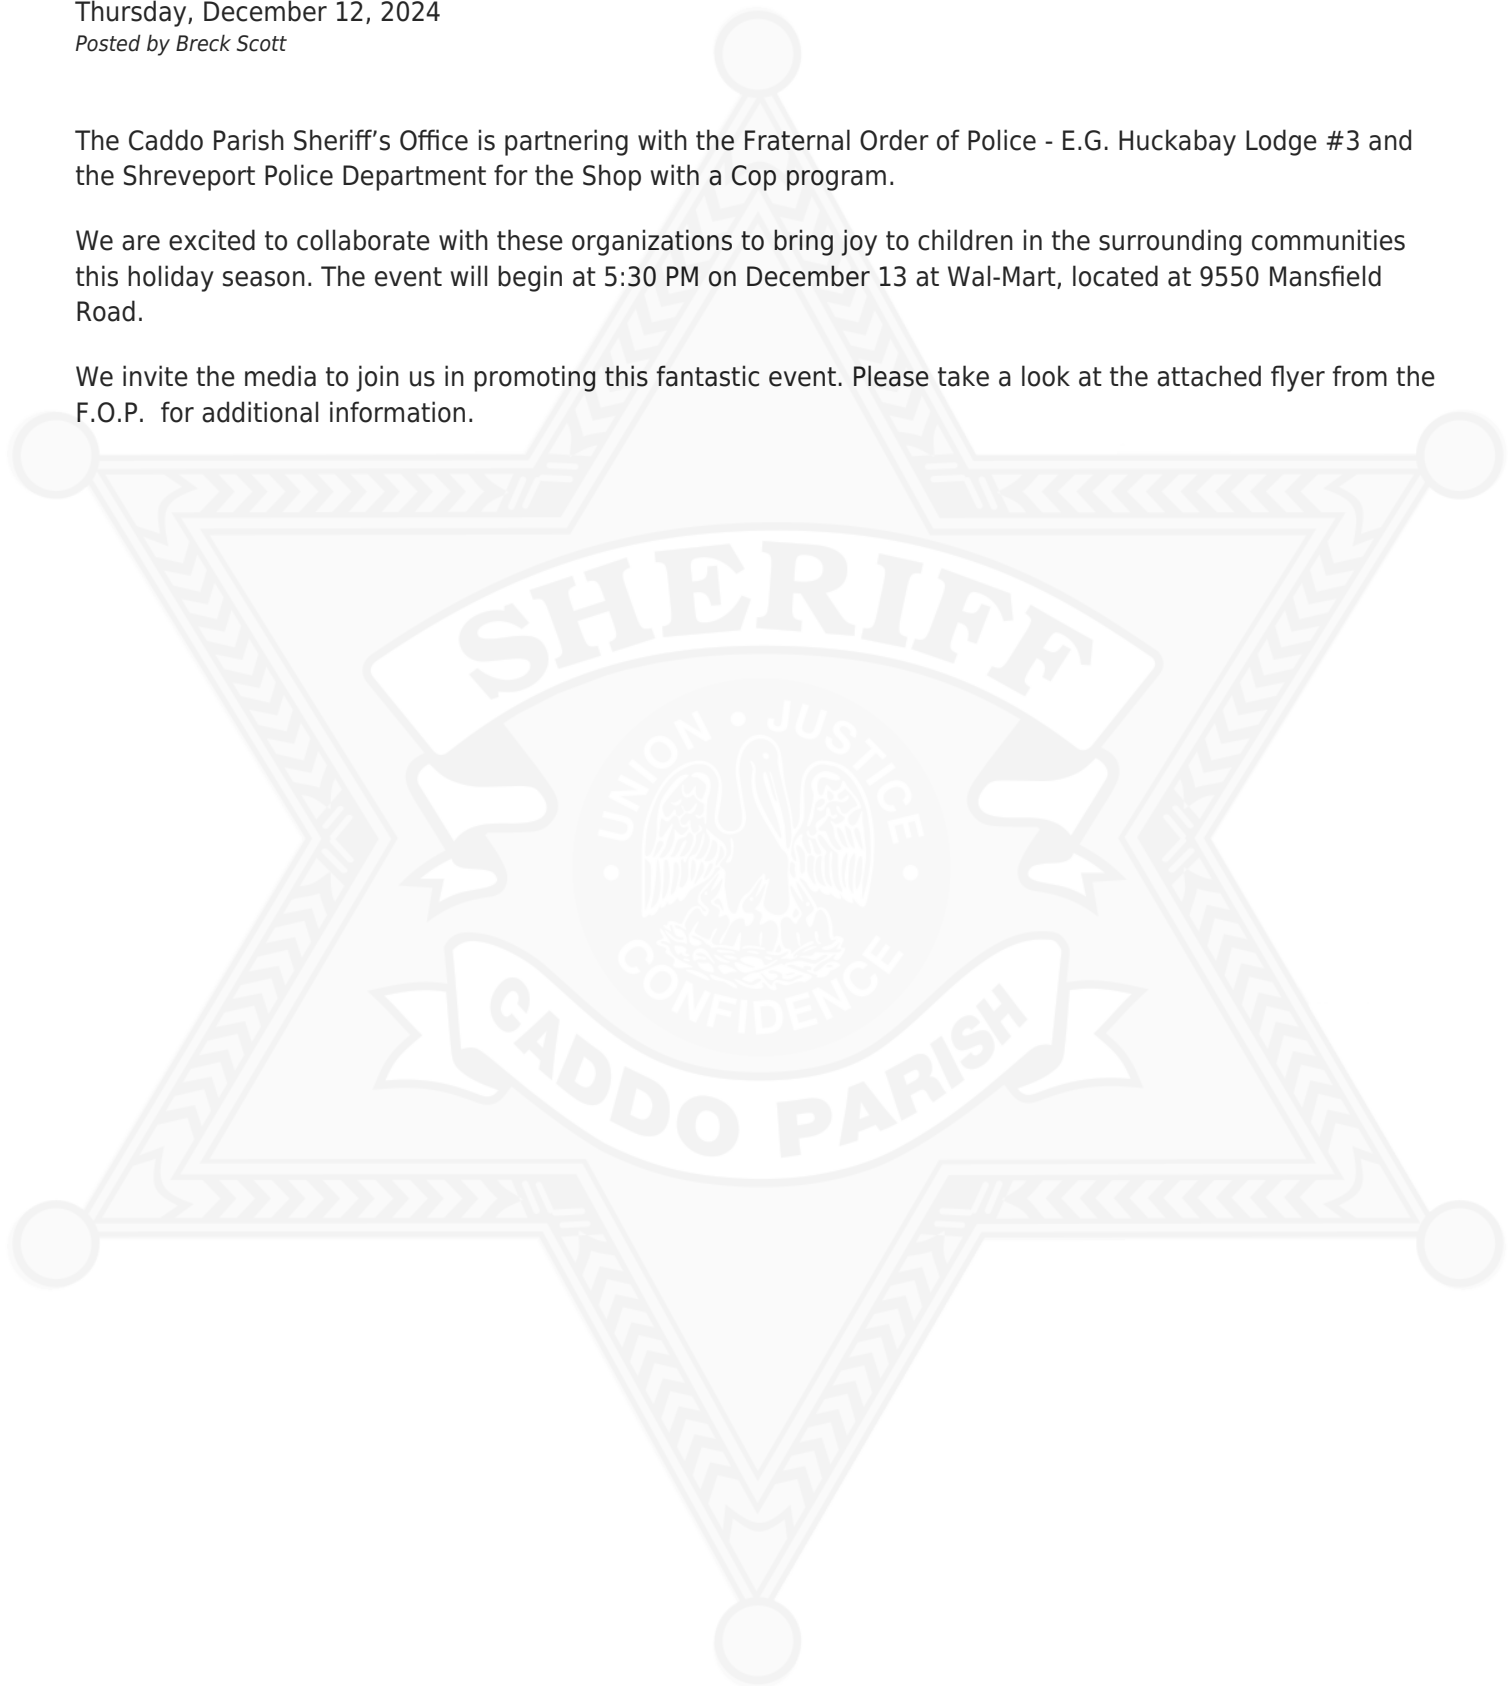 Thursday, December 12, 2024
Posted by Breck Scott
The Caddo Parish Sheriff’s Office is partnering with the Fraternal Order of Police - E.G. Huckabay Lodge #3 and
the Shreveport Police Department for the Shop with a Cop program.
We are excited to collaborate with these organizations to bring joy to children in the surrounding communities
this holiday season. The event will begin at 5:30 PM on December 13 at Wal-Mart, located at 9550 Mansfield
Road.
We invite the media to join us in promoting this fantastic event. Please take a look at the attached flyer from the
F.O.P.  for additional information.
SHERIFF
UNION • JUSTICE
• CONFIDENCE •
CADDO PARISH